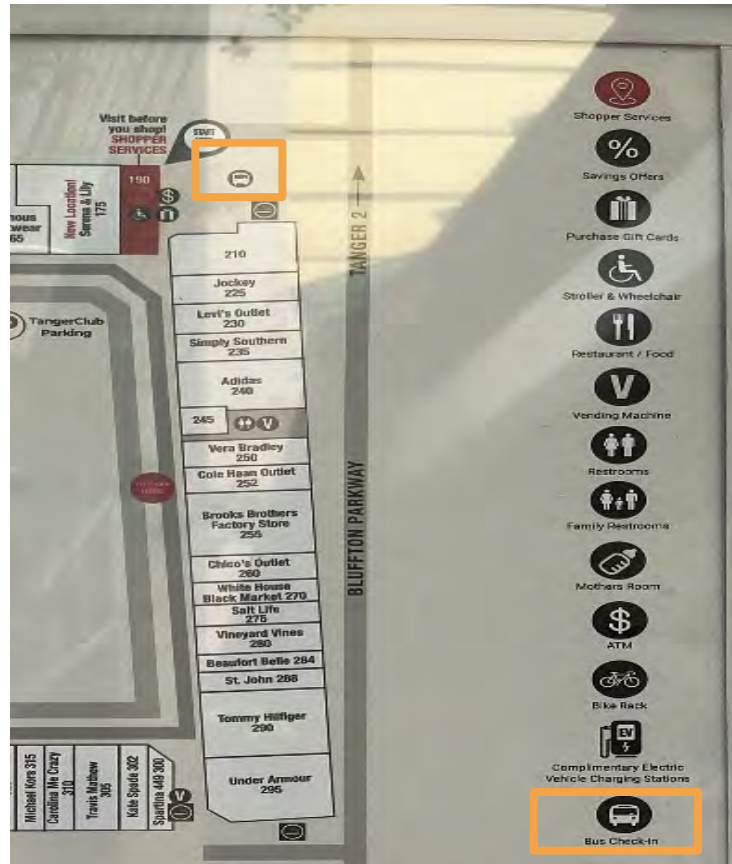 Visit before
you shop!
SHOPPER
SERVICES
START
190
$
New Location!
Serena & Lily
175
wear
65
TangerClub
Parking
210
Jockey
225
Levi's Outlet
230
Simply Southern
235
Adidas
240
245
V
Vera Bradley
250
Cole Haan Outlet
252
Brooks Brothers
Factory Store
255
Chico's Outlet
260
White House
Black Market 270
Salt Life
275
Vineyard Vines
280
Beaufort Belle 284
St. John 288
Tommy Hilfiger
290
Under Armour
295
Michael Kors 315
Carolina Me Crazy
310
Travis Mathew
305
Kate Spade 302
Spartina 449 300
V
TANGER 2
BLUFFTON PARKWAY
Shopper Services
%
Savings Offers
Purchase Gift Cards
Stroller & Wheelchair
Restaurant / Food
V
Vending Machine
Restrooms
Family Restrooms
Mothers Room
$
ATM
Bike Rack
EV
Complimentary Electric
Vehicle Charging Stations
Bus Check-In